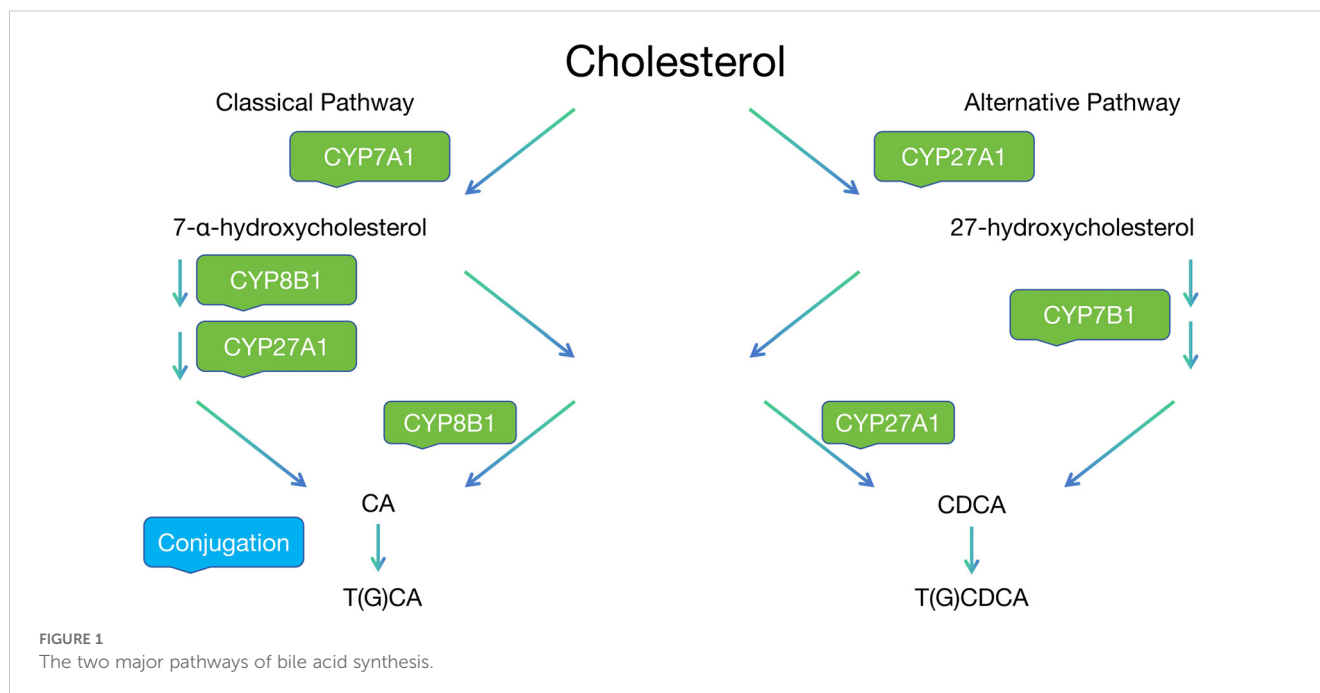 Cholesterol
Classical Pathway
Alternative Pathway
CYP7A1
CYP27A1
7-α-hydroxycholesterol
27-hydroxycholesterol
CYP8B1
CYP7B1
CYP27A1
CYP8B1
CYP27A1
CA
CDCA
Conjugation
T(G)CA
T(G)CDCA
FIGURE 1
The two major pathways of bile acid synthesis.